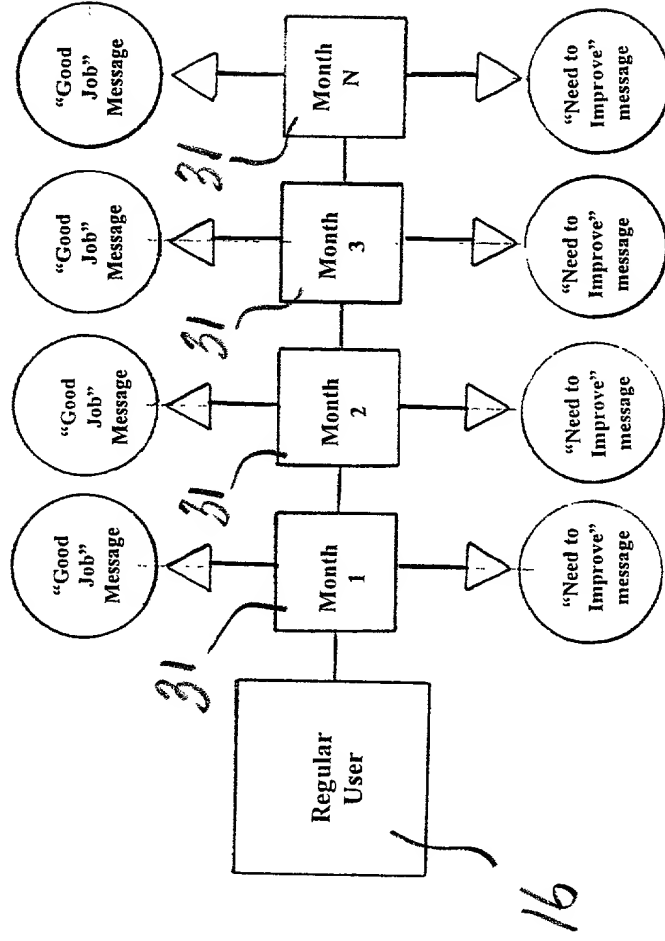 "Good
Job"
Message
"Good
Job"
Message
"Good
Job"
Message
"Good
Job"
Message
31
31
31
31
Regular
User
Month
1
Month
2
Month
3
Month
N
16
"Need to
Improve"
message
"Need to
Improve"
message
"Need to
Improve"
message
"Need to
Improve"
message